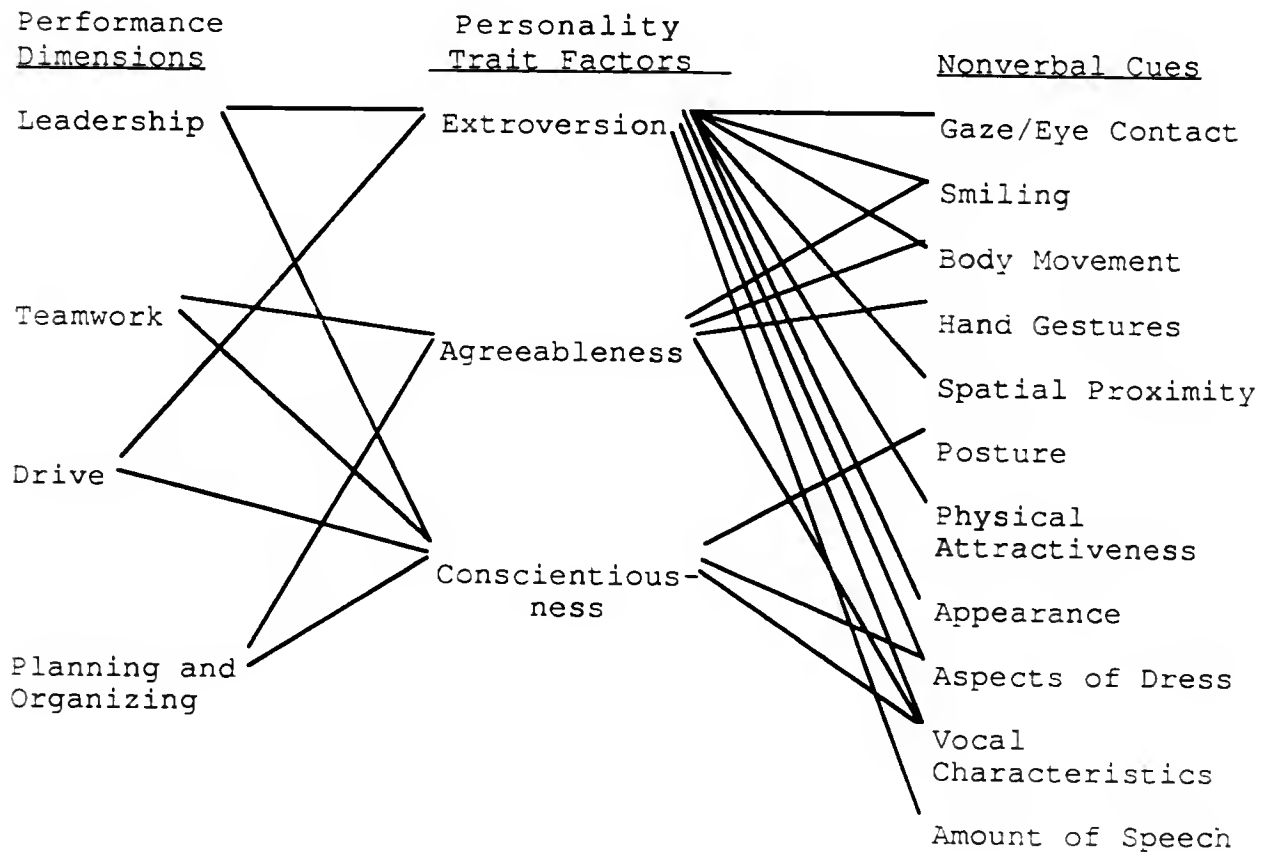 Performance
Dimensions
Leadership
Teamwork
Drive
Planning and
Organizing
Personality
Trait Factors
Extroversion
Agreeableness
Conscientious-
ness
Nonverbal Cues
Gaze/Eye Contact
Smiling
Body Movement
Hand Gestures
Spatial Proximity
Posture
Physical
Attractiveness
Appearance
Aspects of Dress
Vocal
Characteristics
Amount of Speech